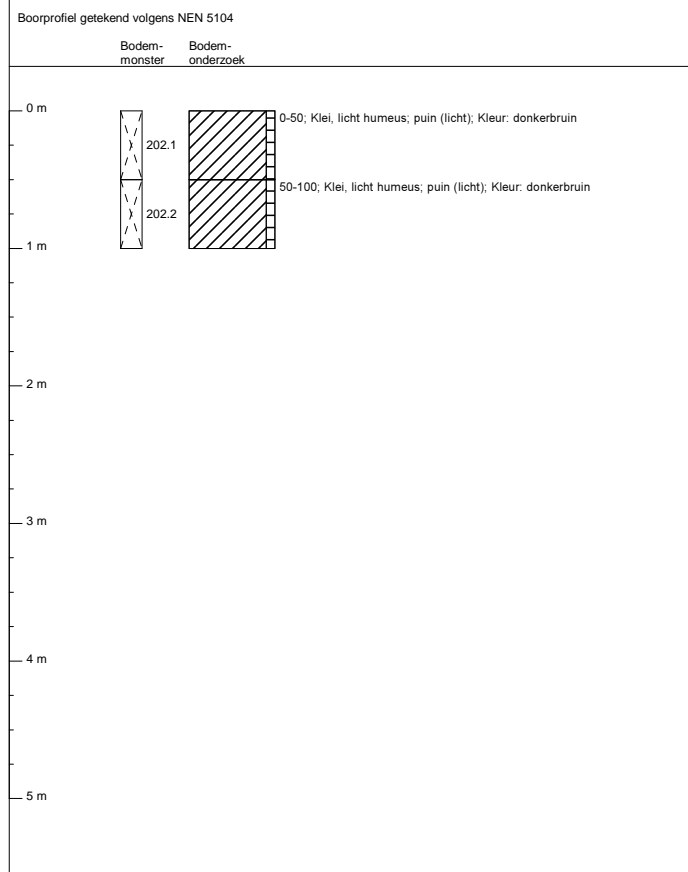 Boorprofiel getekend volgens NEN 5104
Bodem-
monster
Bodem-
onderzoek
0 m
202.1
0-50; Klei, licht humeus; puin (licht); Kleur: donkerbruin
202.2
50-100; Klei, licht humeus; puin (licht); Kleur: donkerbruin
1 m
2 m
3 m
4 m
5 m